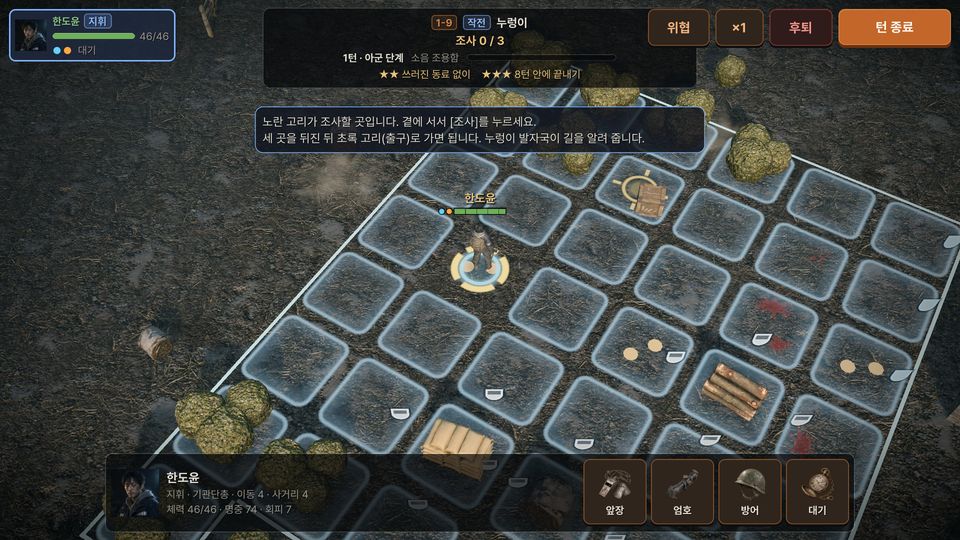 한도윤 지휘
46/46
대기
1-9 작전 누렁이
조사 0 / 3
1턴 · 아군 단계 소음 조용함
★★ 쓰러진 동료 없이 ★★★ 8턴 안에 끝내기
위협
×1
후퇴
턴 종료
노란 고리가 조사할 곳입니다. 곁에 서서 [조사]를 누르세요.
세 곳을 뒤진 뒤 초록 고리(출구)로 가면 됩니다. 누렁이 발자국이 길을 알려 줍니다.
한도윤
한도윤
지휘 · 기관단총 · 이동 4 · 사거리 4
체력 46/46 · 명중 74 · 회피 7
앞장
엄호
방어
대기